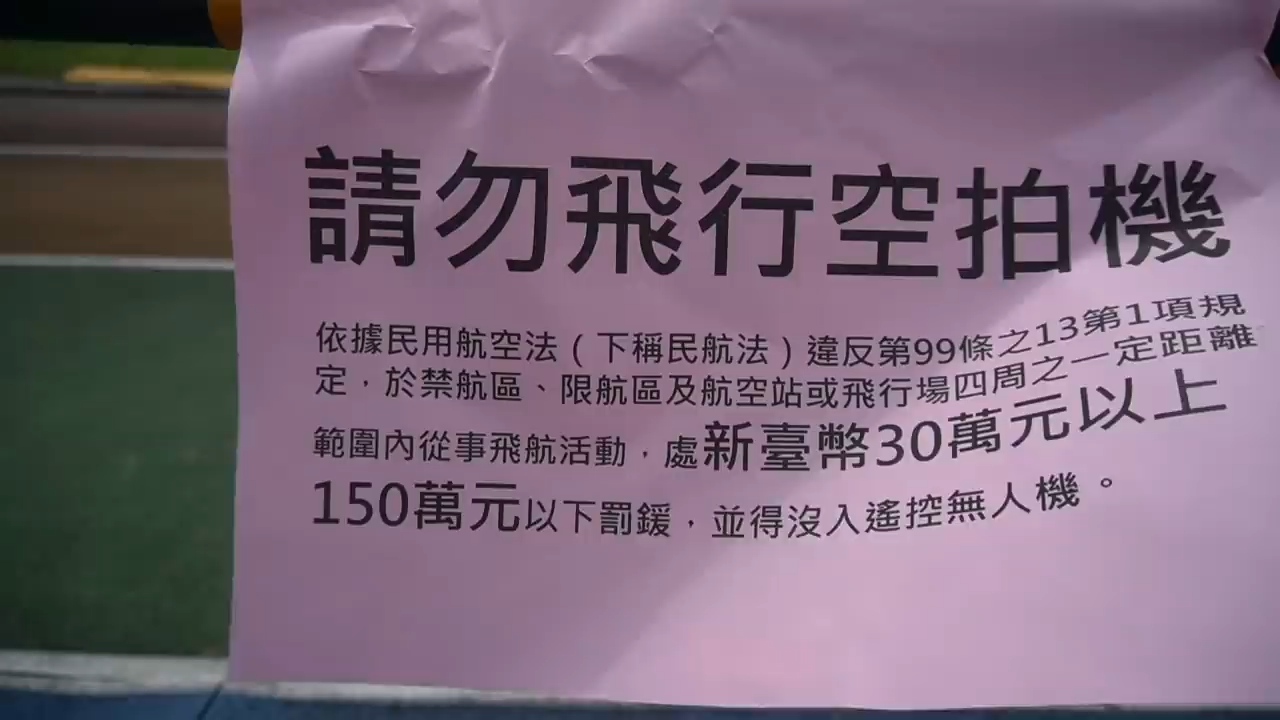 請勿飛行空拍機
依據民用航空法（下稱民航法）違反第99條之13第1項規
定，於禁航區、限航區及航空站或飛行場四周之一定距離
範圍內從事飛航活動，處新臺幣30萬元以上
150萬元以下罰鍰，並得沒入遙控無人機。